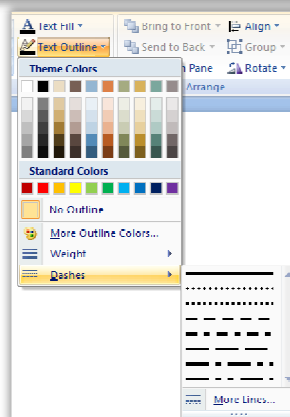 Text Fill
Bring to Front
Align
Text Outline
Send to Back
Group
Pane
Rotate
Arrange
Theme Colors
Standard Colors
No Outline
More Outline Colors...
Weight
Dashes
More Lines...